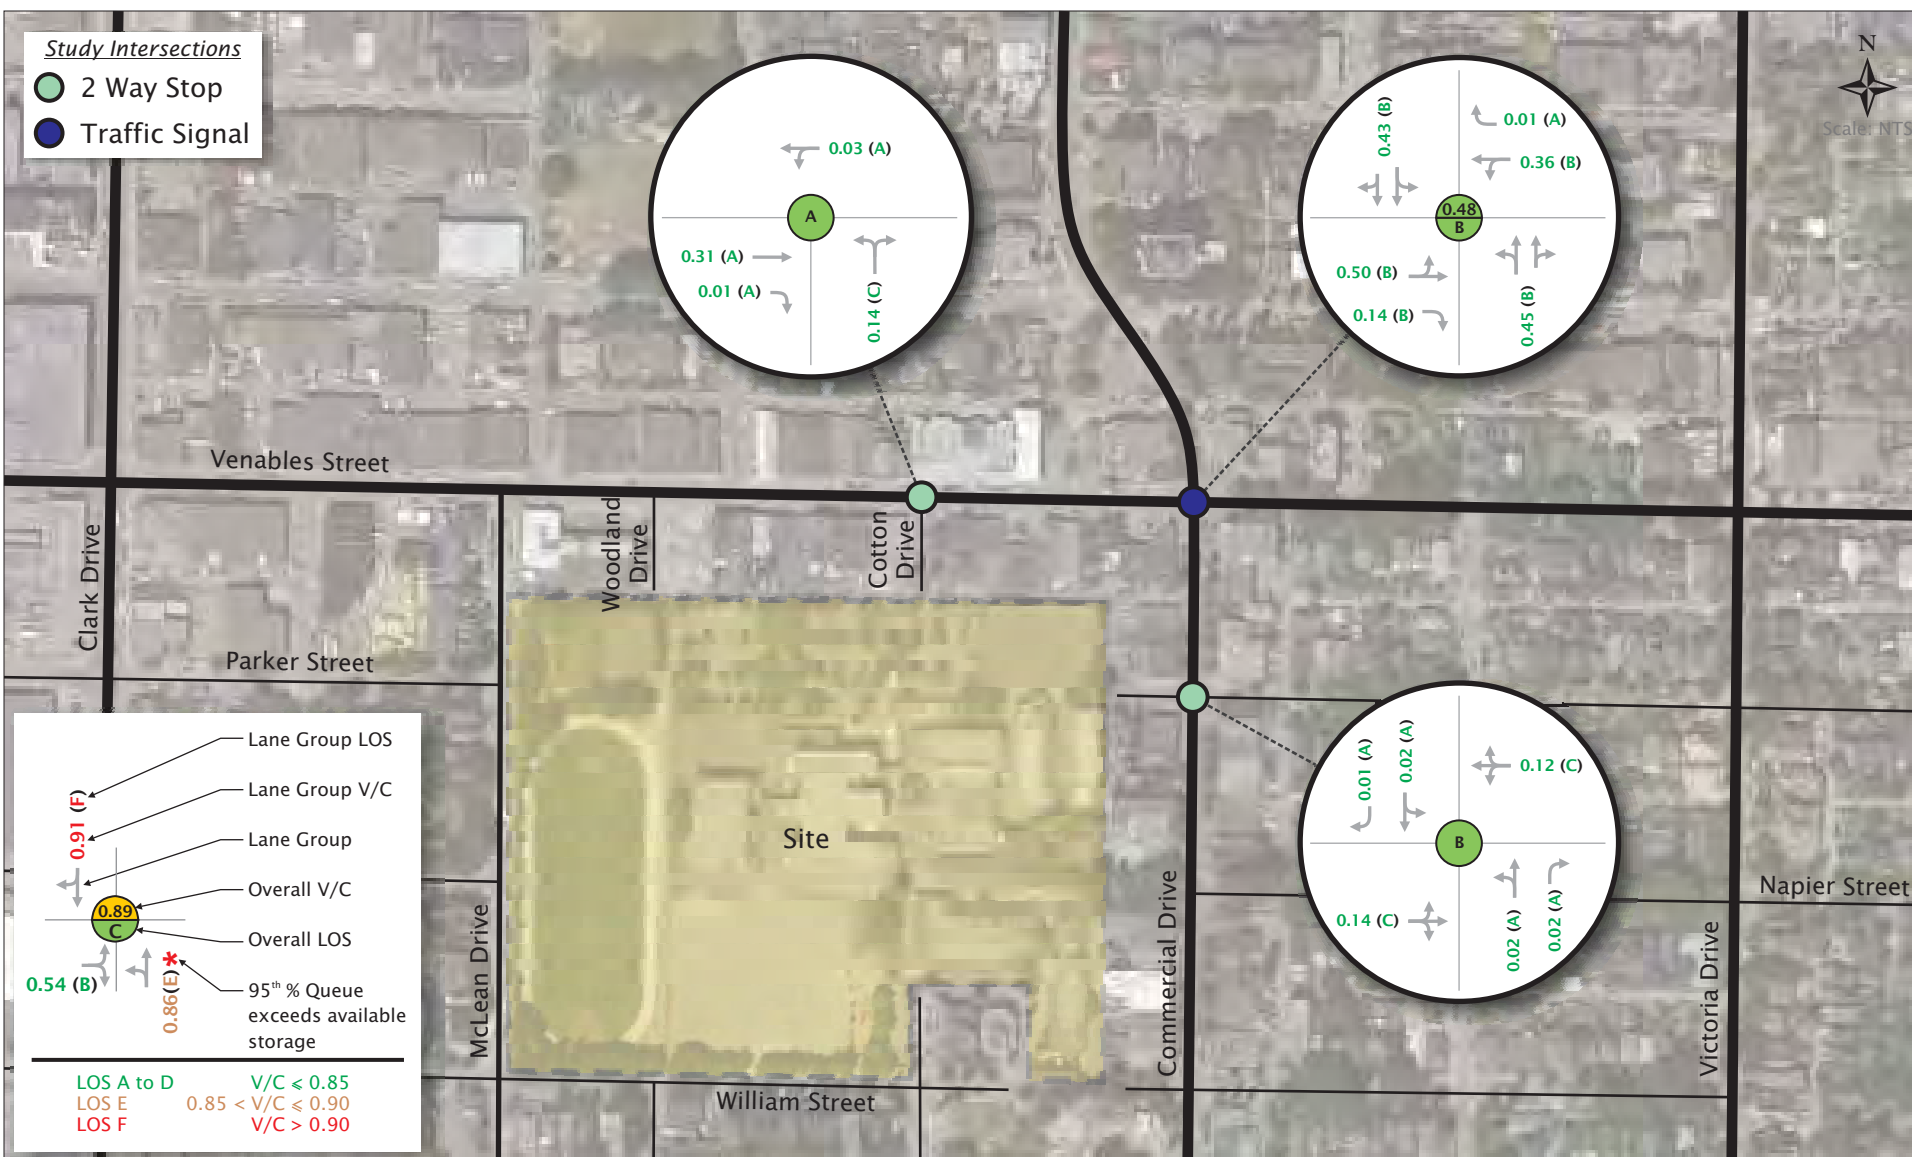 Study Intersections
2 Way Stop
Traffic Signal
N
Scale: NTS
0.03 (A)
A
0.31 (A)
0.01 (A)
0.14 (C)
0.43 (B)
0.01 (A)
0.36 (B)
0.48
B
0.50 (B)
0.14 (B)
0.45 (B)
Venables Street
Clark Drive
Woodland
Drive
Cotton
Drive
Parker Street
Site
McLean Drive
Commercial Drive
Victoria Drive
Napier Street
William Street
0.01 (A)
0.02 (A)
0.12 (C)
B
0.14 (C)
0.02 (A)
0.02 (A)
Lane Group LOS
Lane Group V/C
Lane Group
Overall V/C
Overall LOS
95th % Queue
exceeds available
storage
0.91 (F)
0.89
C
0.54 (B)
0.86(E)*
LOS A to D V/C ⩽ 0.85
LOS E 0.85 < V/C ⩽ 0.90
LOS F V/C > 0.90